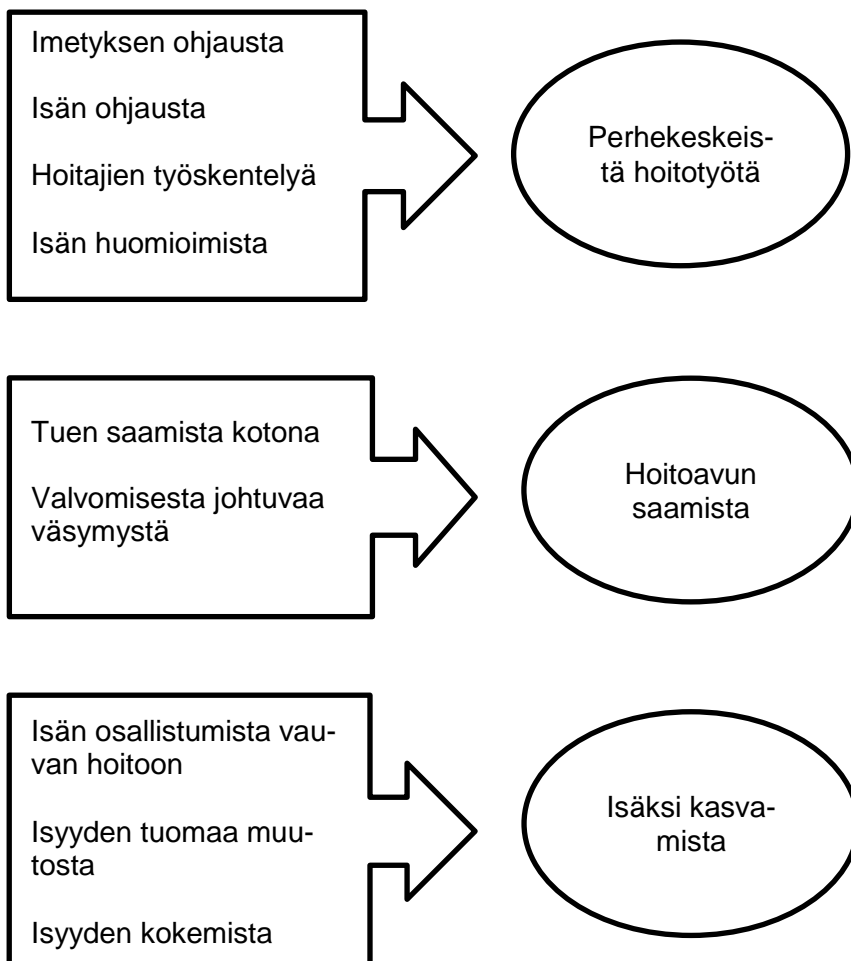 Imetyksen ohjausta
Isän ohjausta
Hoitajien työskentelyä
Isän huomioimista
Perhekeskeis-
tä hoitotyötä
Tuen saamista kotona
Valvomisesta johtuvaa
väsymystä
Hoitoavun
saamista
Isän osallistumista vau-
van hoitoon
Isyyden tuomaa muu-
tosta
Isyyden kokemista
Isäksi kasva-
mista